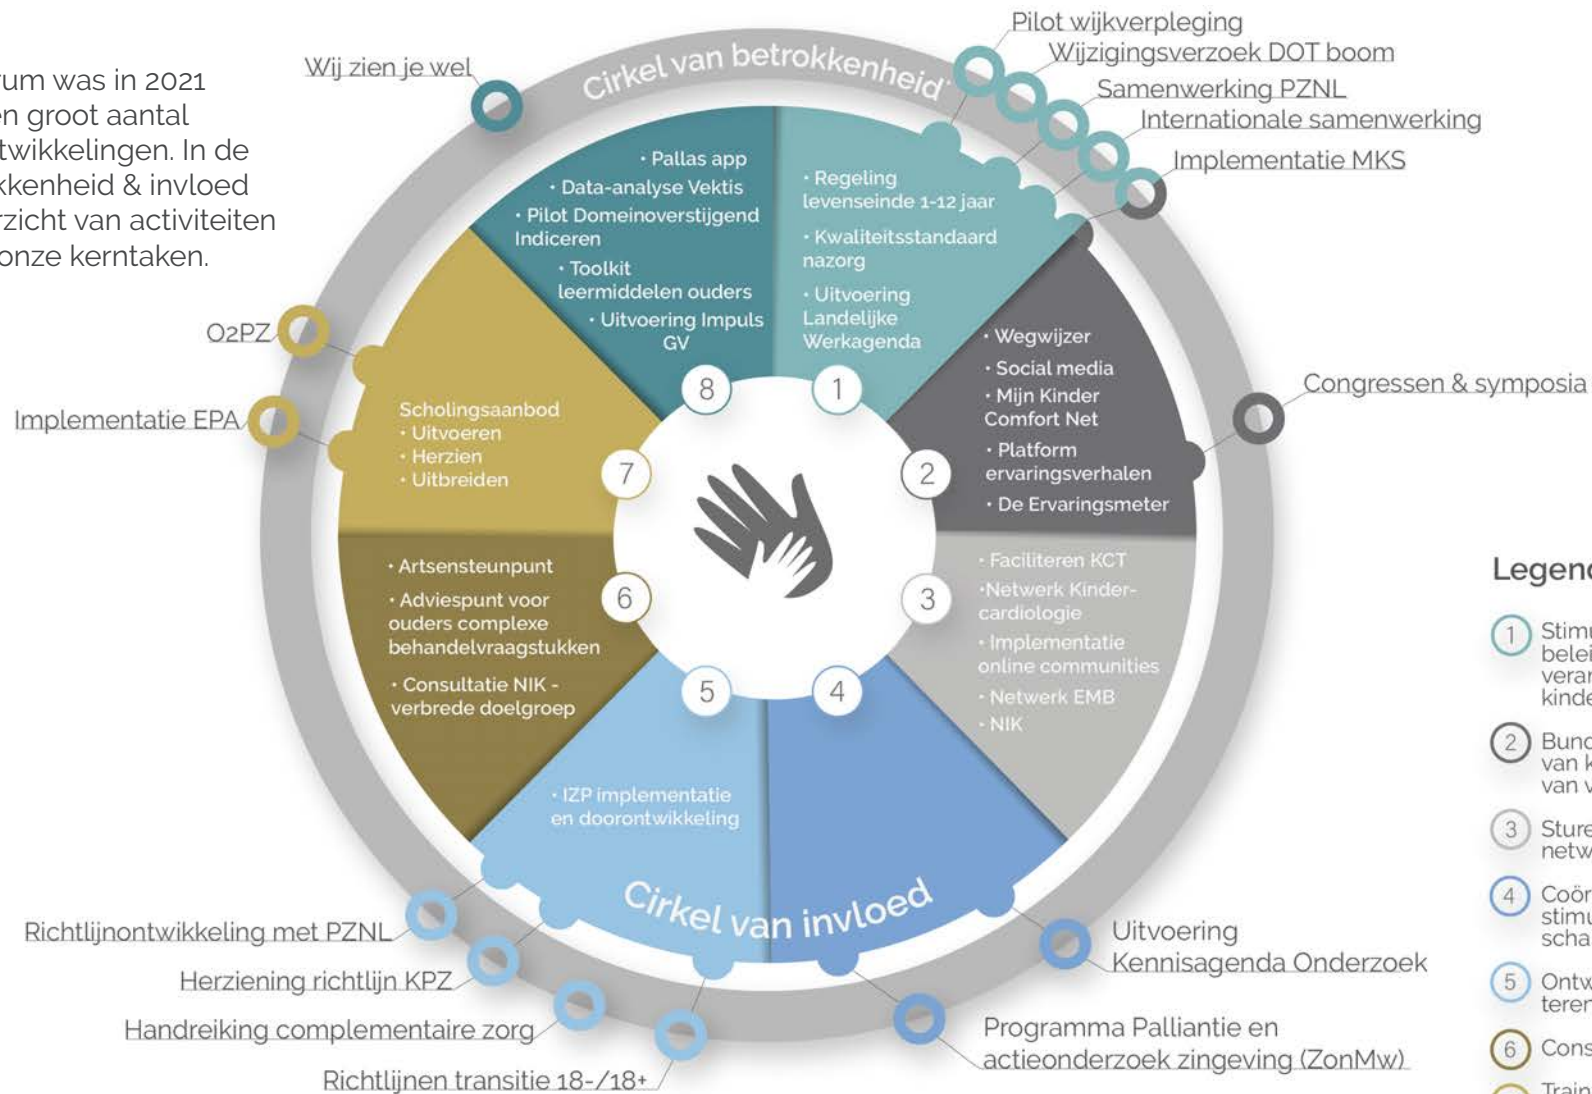 rum was in 2021
en groot aantal
twikkelingen. In de
kkenheid & invloed
rzicht van activiteiten
onze kerntaken.
Cirkel van betrokkenheid*
Wij zien je wel
Pilot wijkverpleging
Wijzigingsverzoek DOT boom
Samenwerking PZNL
Internationale samenwerking
Implementatie MKS
Congressen & symposia
O2PZ
Implementatie EPA
• Pallas app
• Data-analyse Vektis
• Pilot Domeinoverstijgend
Indiceren
• Toolkit
leermiddelen ouders
• Uitvoering Impuls
GV
8
• Regeling
levenseinde 1-12 jaar
• Kwaliteitsstandaard
nazorg
• Uitvoering
Landelijke
Werkagenda
1
• Wegwijzer
• Social media
• Mijn Kinder
Comfort Net
• Platform
ervaringsverhalen
• De Ervaringsmeter
2
• Faciliteren KCT
•Netwerk Kinder-
cardiologie
• Implementatie
online communities
• Netwerk EMB
• NIK
3
4
• IZP implementatie
en doorontwikkeling
5
• Artsensteunpunt
• Adviespunt voor
ouders complexe
behandelvraagstukken
• Consultatie NIK -
verbrede doelgroep
6
Scholingsaanbod
• Uitvoeren
• Herzien
• Uitbreiden
7
Cirkel van invloed
Richtlijnontwikkeling met PZNL
Herziening richtlijn KPZ
Handreiking complementaire zorg
Richtlijnen transitie 18-/18+
Uitvoering
Kennisagenda Onderzoek
Programma Palliantie en
actieonderzoek zingeving (ZonMw)
Legen
1 Stimu
belei
veran
kinde
2 Bund
van k
van v
3 Sture
netw
4 Coör
stimu
scha
5 Ontw
teren
6 Cons
Train